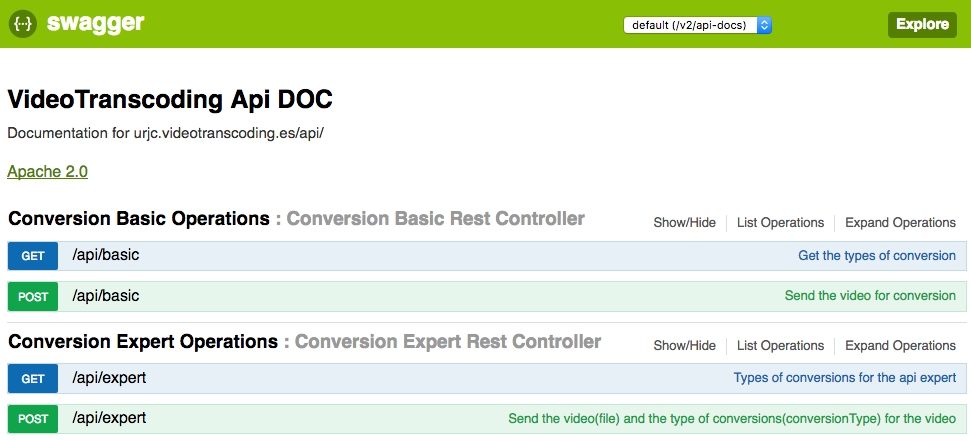 {···} swagger default (/v2/api-docs) Explore
VideoTranscoding Api DOC
Documentation for urjc.videotranscoding.es/api/
Apache 2.0
Conversion Basic Operations : Conversion Basic Rest Controller Show/Hide List Operations Expand Operations
GET /api/basic Get the types of conversion
POST /api/basic Send the video for conversion
Conversion Expert Operations : Conversion Expert Rest Controller Show/Hide List Operations Expand Operations
GET /api/expert Types of conversions for the api expert
POST /api/expert Send the video(file) and the type of conversions(conversionType) for the video